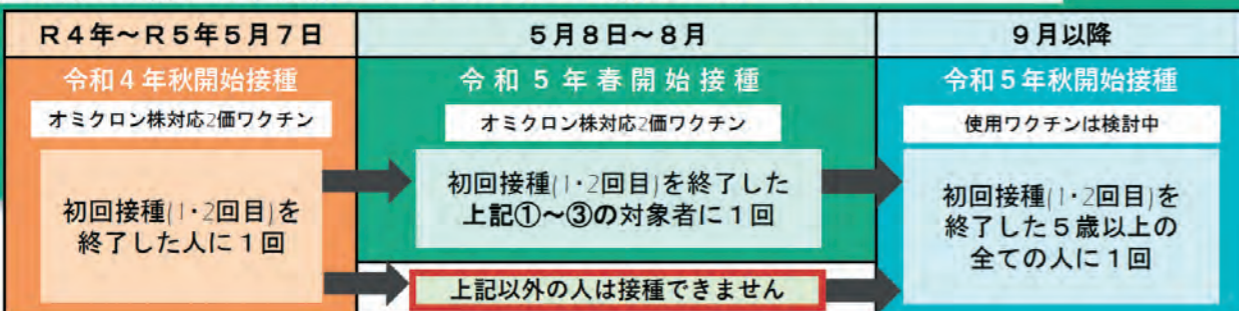 R4年～R5年5月7日
5月8日～8月
9月以降
令和4年秋開始接種
オミクロン株対応2価ワクチン
初回接種(1・2回目)を
終了した人に1回
令和5年春開始接種
オミクロン株対応2価ワクチン
初回接種(1・2回目)を終了した
上記①～③の対象者に1回
上記以外の人は接種できません
令和5年秋開始接種
使用ワクチンは検討中
初回接種(1・2回目)を
終了した5歳以上の
全ての人に1回